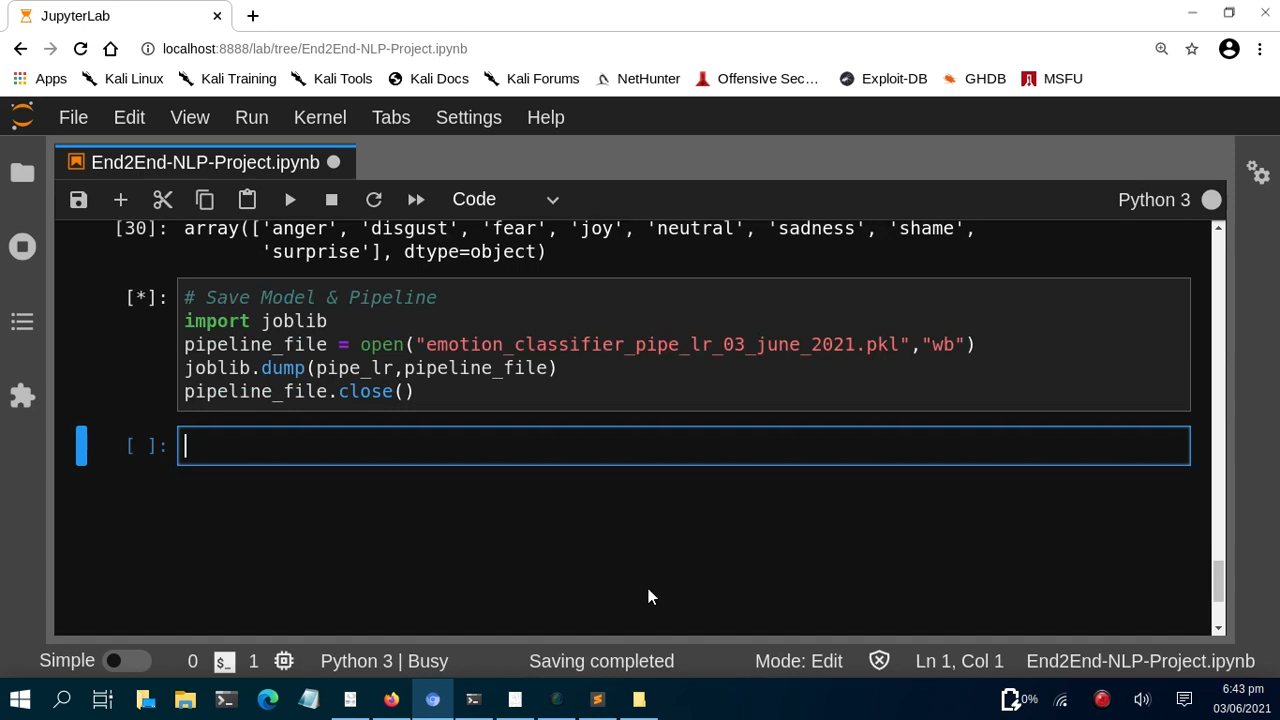 JupyterLab
localhost:8888/lab/tree/End2End-NLP-Project.ipynb
Apps Kali Linux Kali Training Kali Tools Kali Docs Kali Forums NetHunter Offensive Sec... Exploit-DB GHDB MSFU
File Edit View Run Kernel Tabs Settings Help
End2End-NLP-Project.ipynb
Code Python 3
[30]: array(['anger', 'disgust', 'fear', 'joy', 'neutral', 'sadness', 'shame',
'surprise'], dtype=object)
[*]: # Save Model & Pipeline
import joblib
pipeline_file = open("emotion_classifier_pipe_lr_03_june_2021.pkl","wb")
joblib.dump(pipe_lr,pipeline_file)
pipeline_file.close()
[ ]:
Simple 0 1 Python 3 | Busy Saving completed Mode: Edit Ln 1, Col 1 End2End-NLP-Project.ipynb
0% 6:43 pm
03/06/2021